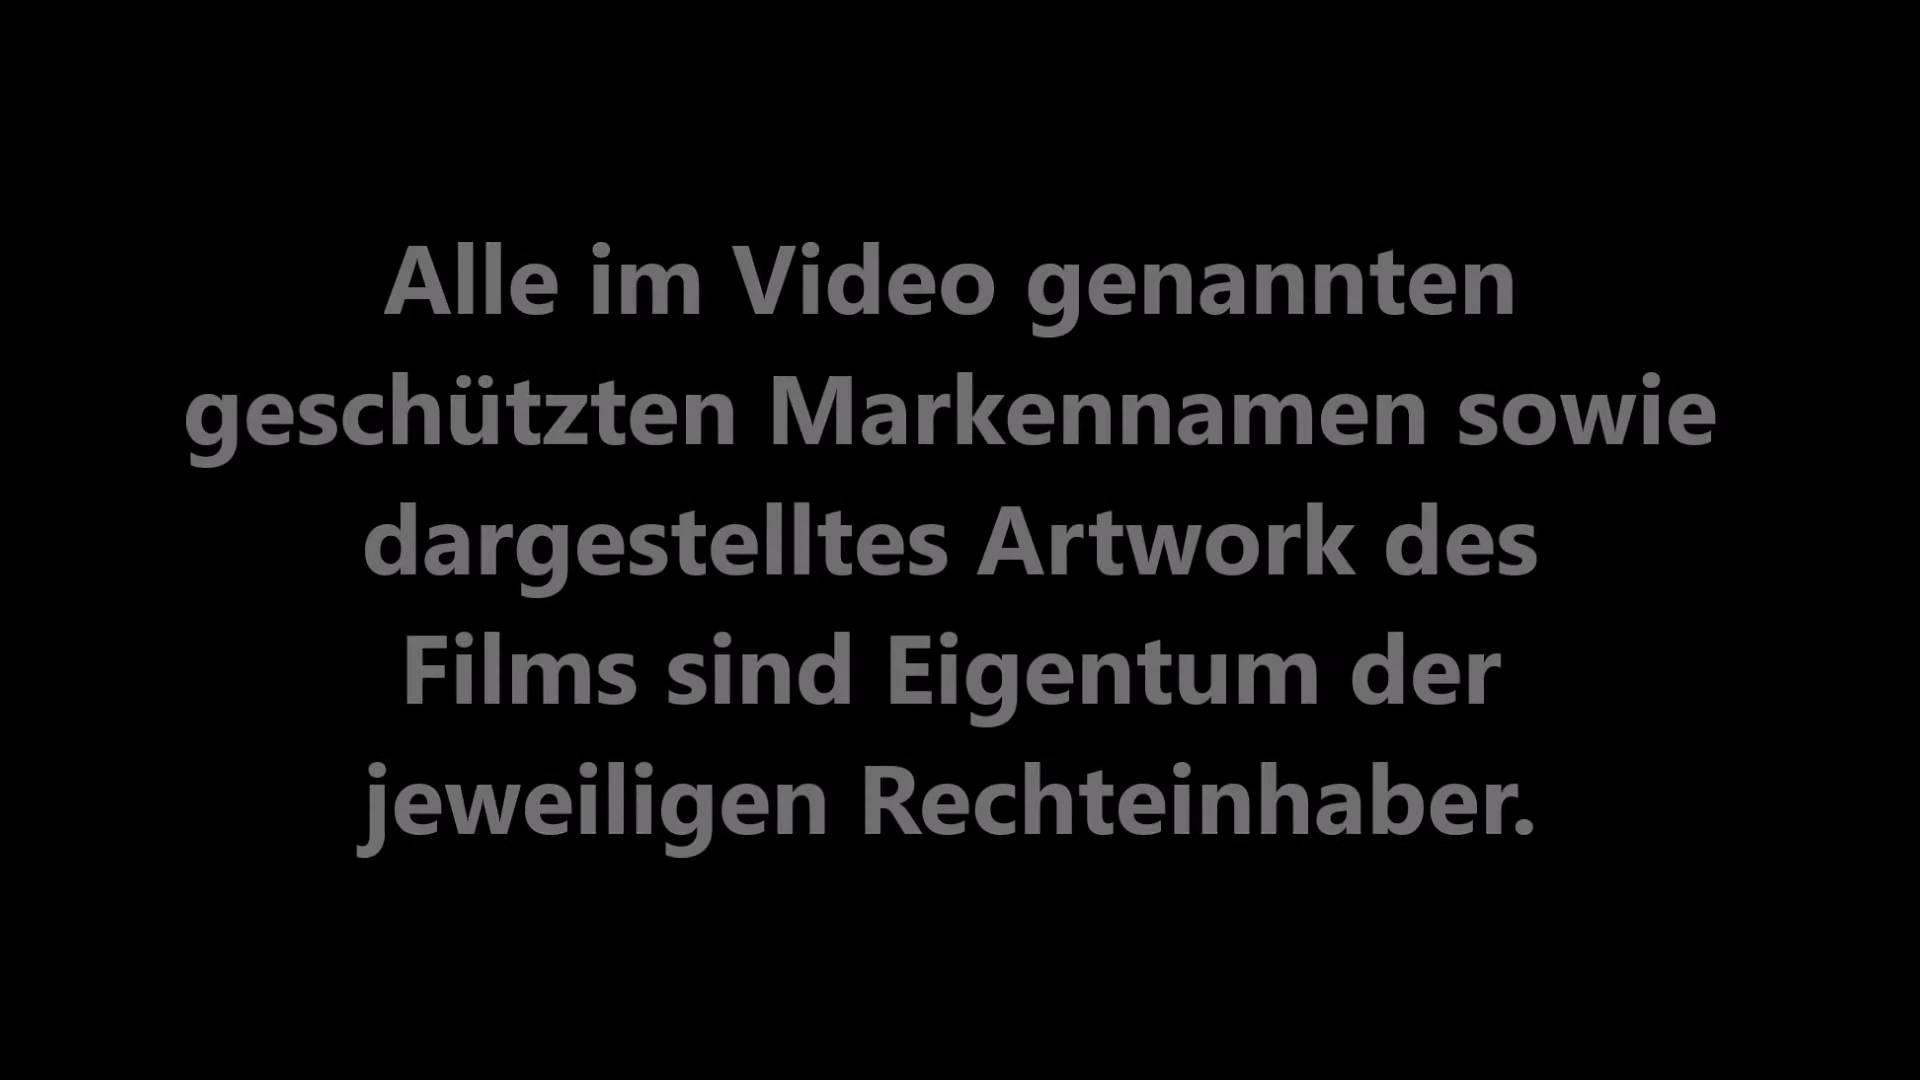 Alle im Video genannten
geschützten Markennamen sowie
dargestelltes Artwork des
Films sind Eigentum der
jeweiligen Rechteinhaber.